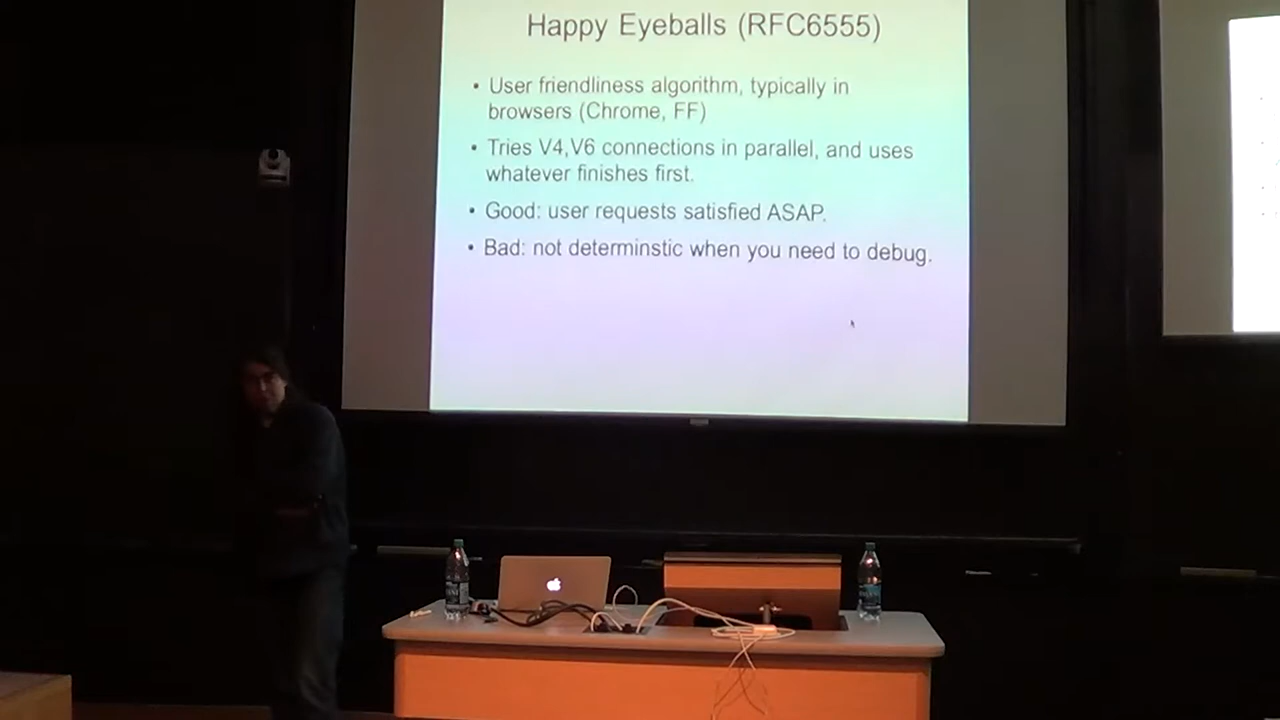 Happy Eyeballs (RFC6555)
• User friendliness algorithm, typically in
browsers (Chrome, FF)
• Tries V4,V6 connections in parallel, and uses
whatever finishes first.
• Good: user requests satisfied ASAP.
• Bad: not determinstic when you need to debug.